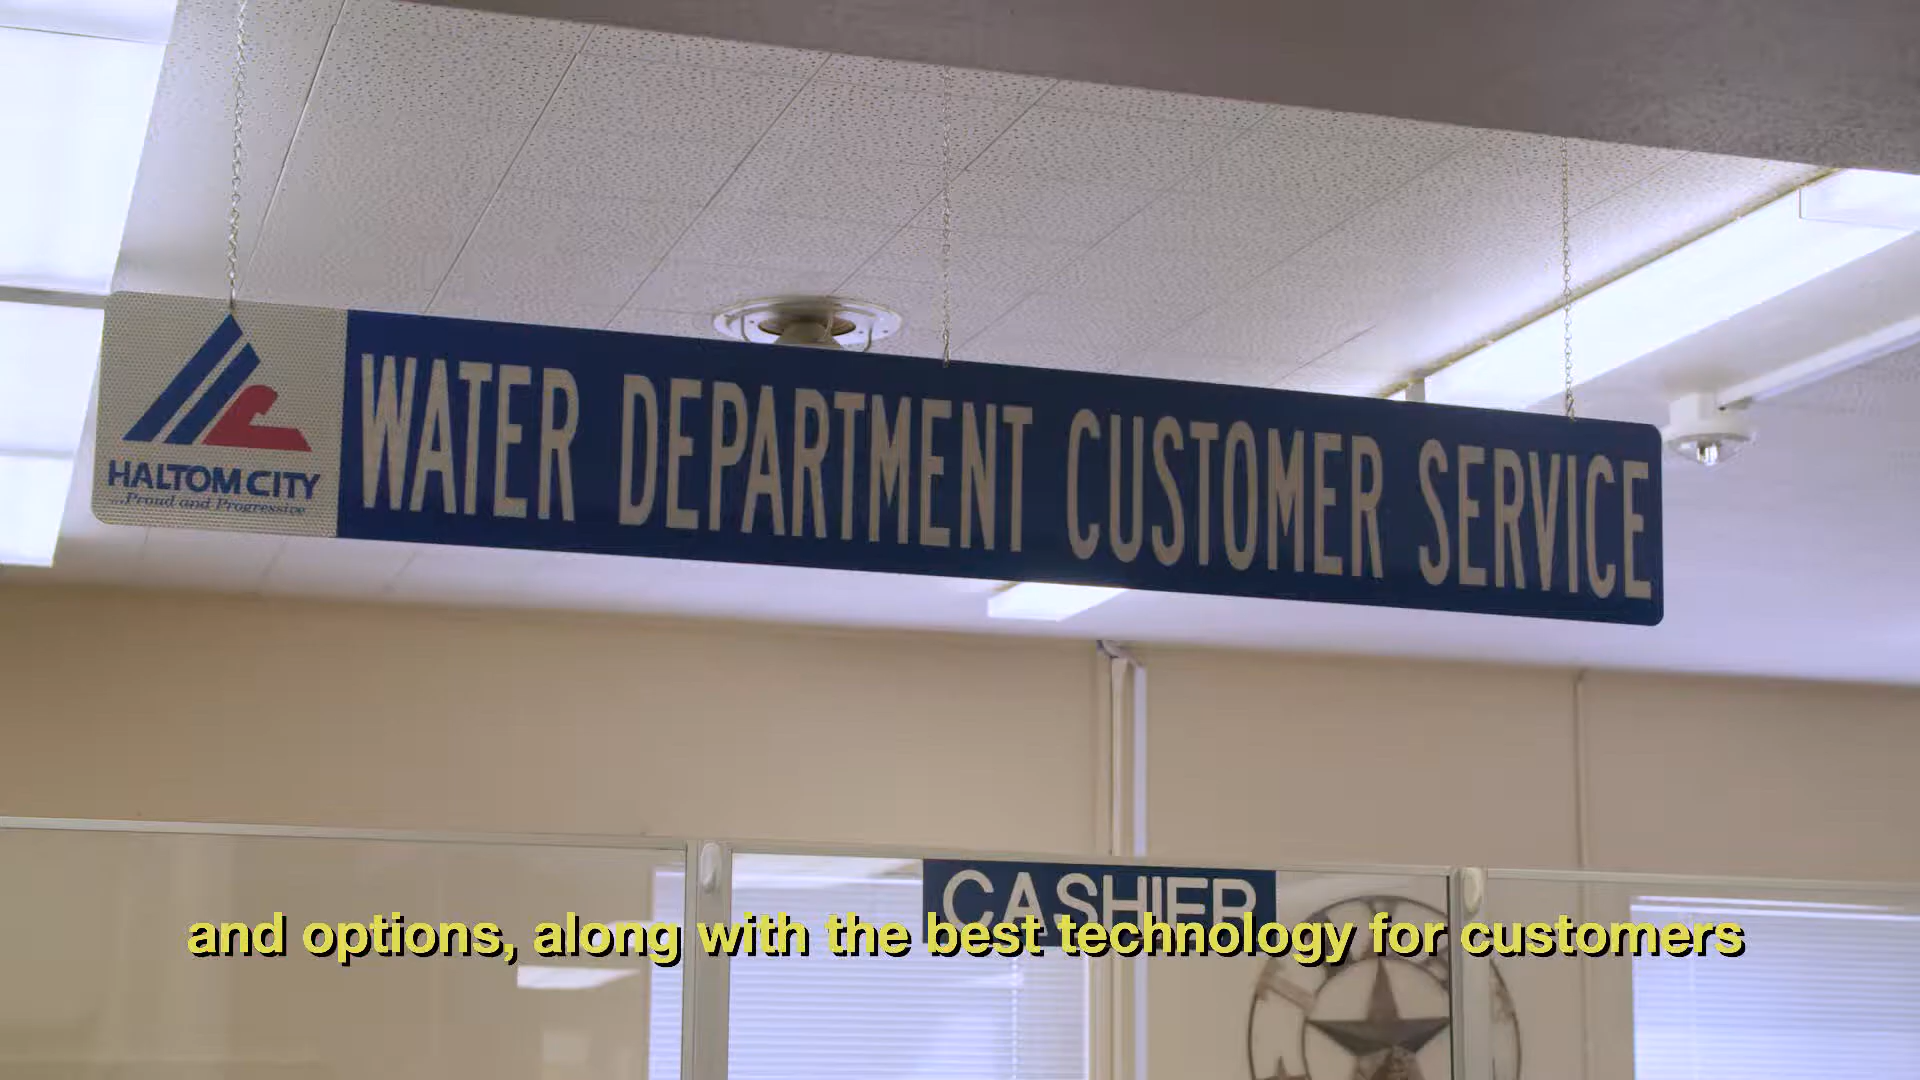 HALTOM CITY
...Proud and Progressive
WATER DEPARTMENT CUSTOMER SERVICE
CASHIER
and options, along with the best technology for customers